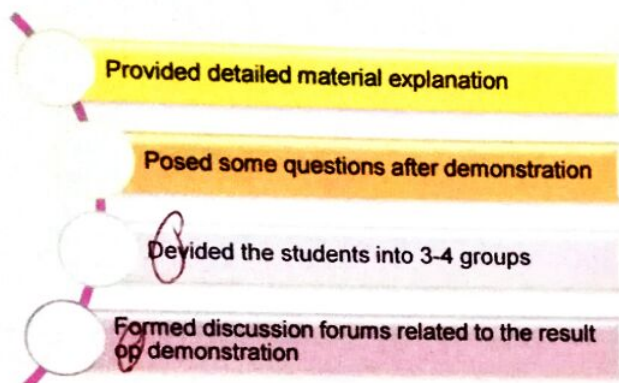 Provided detailed material explanation
Posed some questions after demonstration
Devided the students into 3-4 groups
Formed discussion forums related to the result
op demonstration